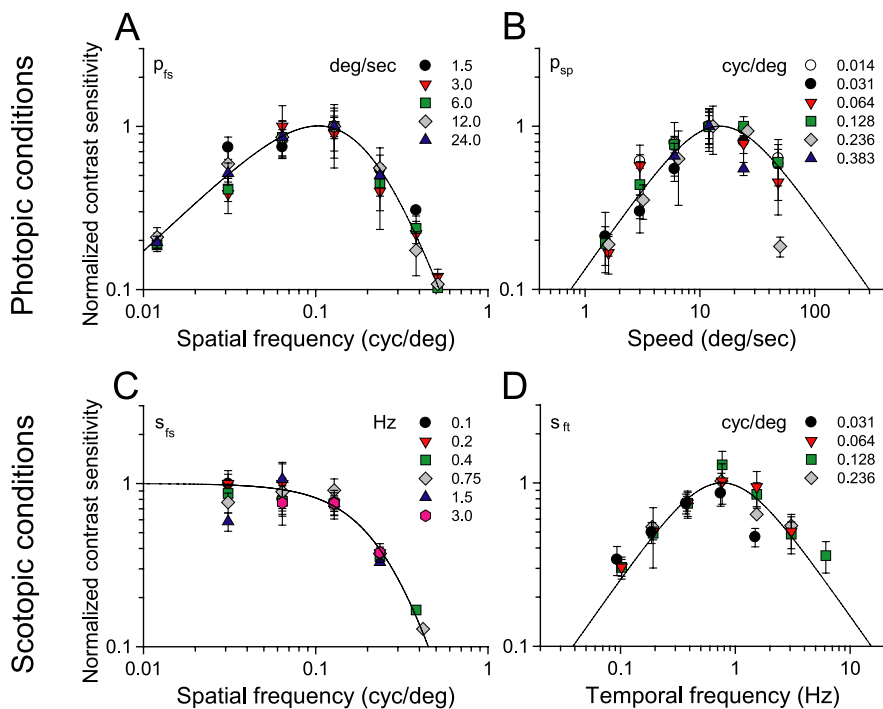 Photopic conditions
Scotopic conditions
A
Normalized contrast sensitivity
p fs
deg/sec
1.5
3.0
6.0
12.0
24.0
1
0.1
0.01
0.1
1
Spatial frequency (cyc/deg)
B
p sp
cyc/deg
0.014
0.031
0.064
0.128
0.236
0.383
1
0.1
1
10
100
Speed (deg/sec)
C
Normalized contrast sensitivity
s fs
Hz
0.1
0.2
0.4
0.75
1.5
3.0
1
0.1
0.01
0.1
1
Spatial frequency (cyc/deg)
D
s ft
cyc/deg
0.031
0.064
0.128
0.236
1
0.1
0.1
1
10
Temporal frequency (Hz)